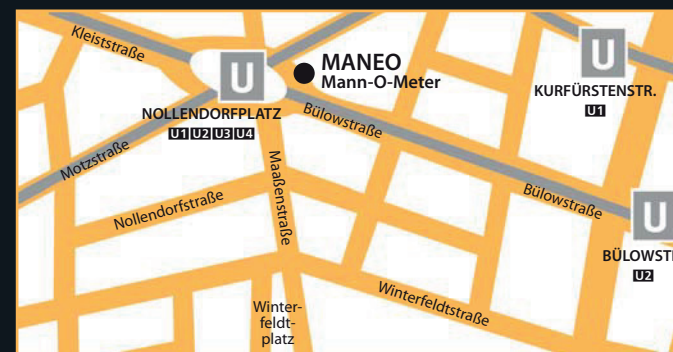 Kleiststraße
U
MANEO
Mann-O-Meter
U
KURFÜRSTENSTR.
U1
NOLLENDORFPLATZ
U1 U2 U3 U4
Bülowstraße
Motzstraße
Maaßenstraße
Nollendorfstraße
Bülowstraße
U
BÜLOWST
U2
Winterfeldtstraße
Winter-
feldt-
platz